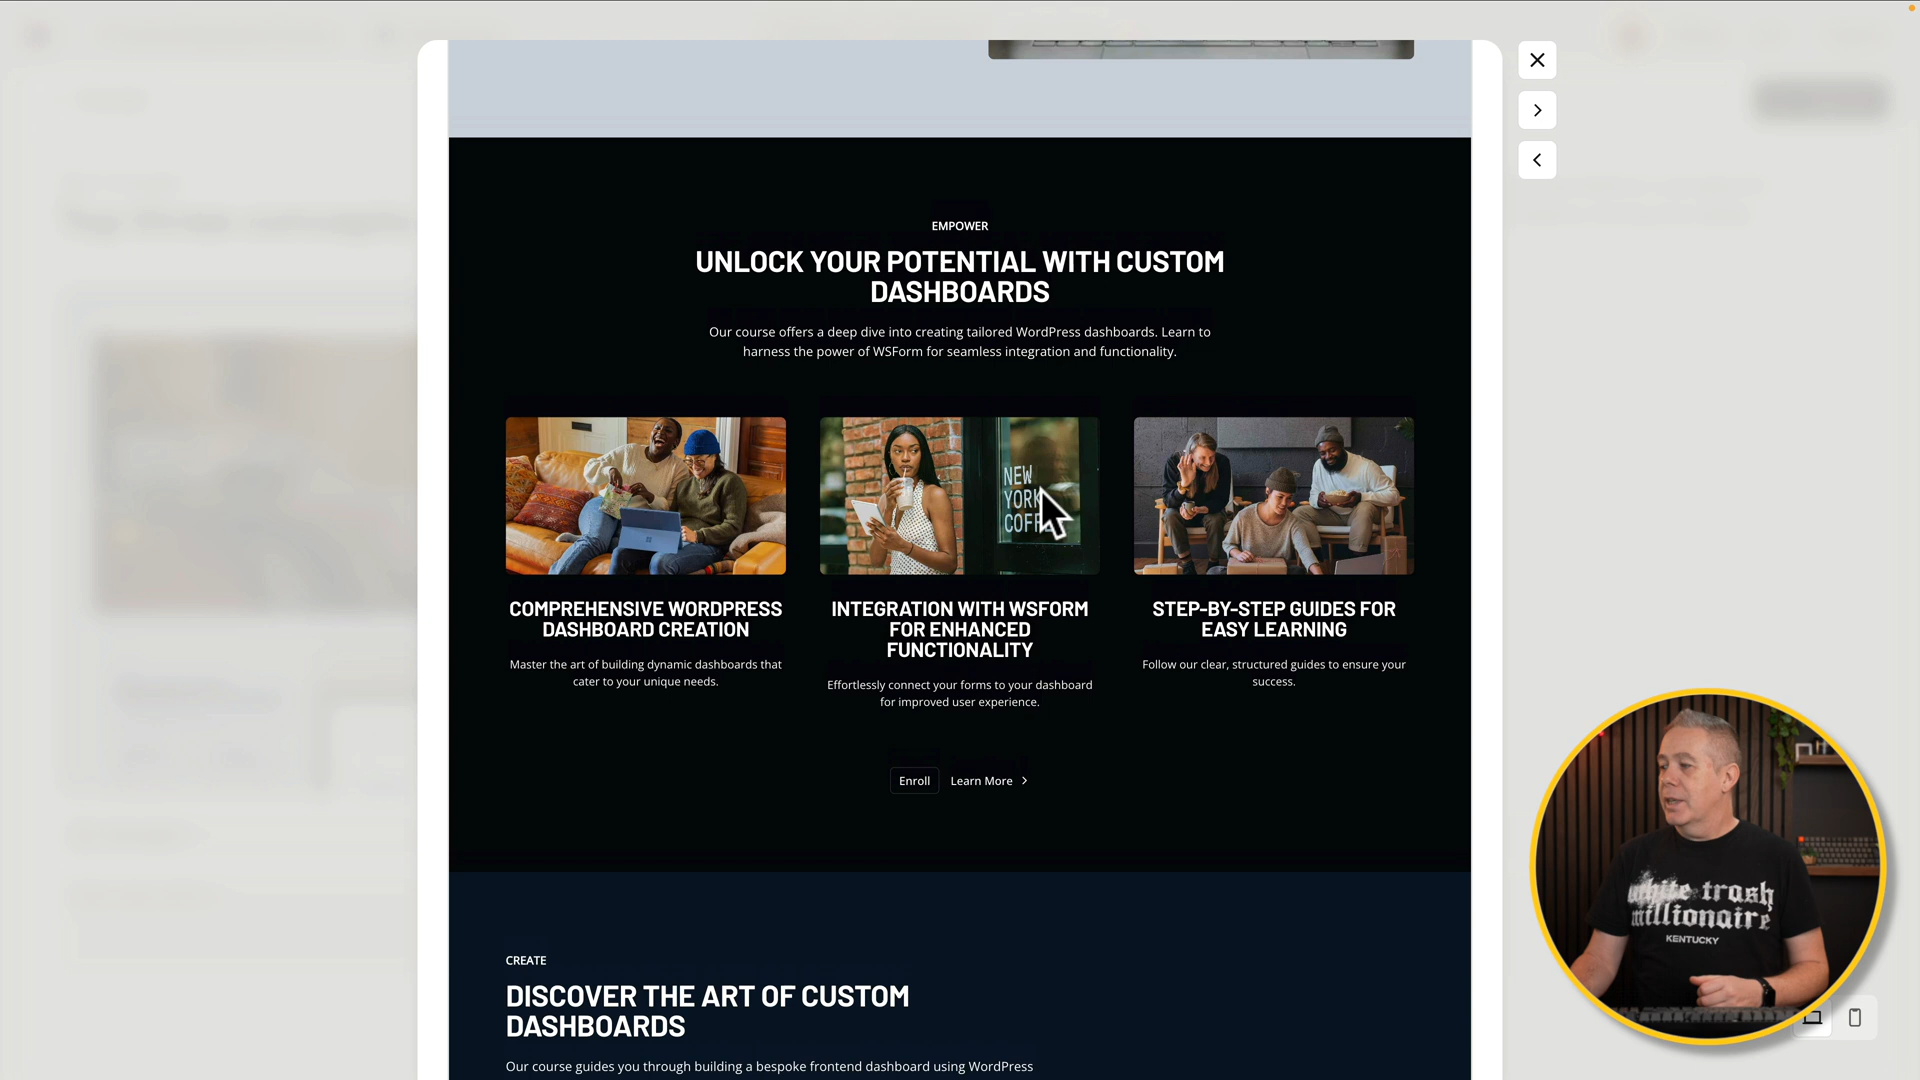 EMPOWER
UNLOCK YOUR POTENTIAL WITH CUSTOM
DASHBOARDS
Our course offers a deep dive into creating tailored WordPress dashboards. Learn to
harness the power of WSForm for seamless integration and functionality.
NEW
YORK
COFF
COMPREHENSIVE WORDPRESS
DASHBOARD CREATION
Master the art of building dynamic dashboards that
cater to your unique needs.
INTEGRATION WITH WSFORM
FOR ENHANCED
FUNCTIONALITY
Effortlessly connect your forms to your dashboard
for improved user experience.
STEP-BY-STEP GUIDES FOR
EASY LEARNING
Follow our clear, structured guides to ensure your
success.
Enroll
Learn More
CREATE
DISCOVER THE ART OF CUSTOM
DASHBOARDS
Our course guides you through building a bespoke frontend dashboard using WordPress
white trash
millionaire
KENTUCKY